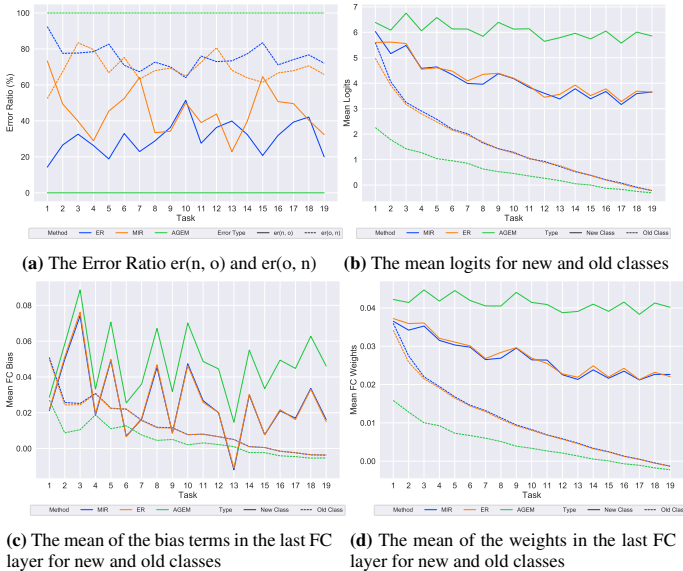 100
80
60
40
20
0
Error Ratio (%)
1 2 3 4 5 6 7 8 9 10 11 12 13 14 15 16 17 18 19
Task
Method ER MIR AGEM Error Type er(n, o) er(o, n)
(a) The Error Ratio er(n, o) and er(o, n)
7
6
5
4
3
2
1
0
Mean Logits
1 2 3 4 5 6 7 8 9 10 11 12 13 14 15 16 17 18 19
Task
Method MIR ER AGEM Type New Class Old Class
(b) The mean logits for new and old classes
0.08
0.06
0.04
0.02
0.00
Mean FC Bias
1 2 3 4 5 6 7 8 9 10 11 12 13 14 15 16 17 18 19
Task
Method MIR ER AGEM Type New Class Old Class
(c) The mean of the bias terms in the last FC
layer for new and old classes
0.04
0.03
0.02
0.01
0.00
Mean FC Weights
1 2 3 4 5 6 7 8 9 10 11 12 13 14 15 16 17 18 19
Task
Method MIR ER AGEM Type New Class Old Class
(d) The mean of the weights in the last FC
layer for new and old classes